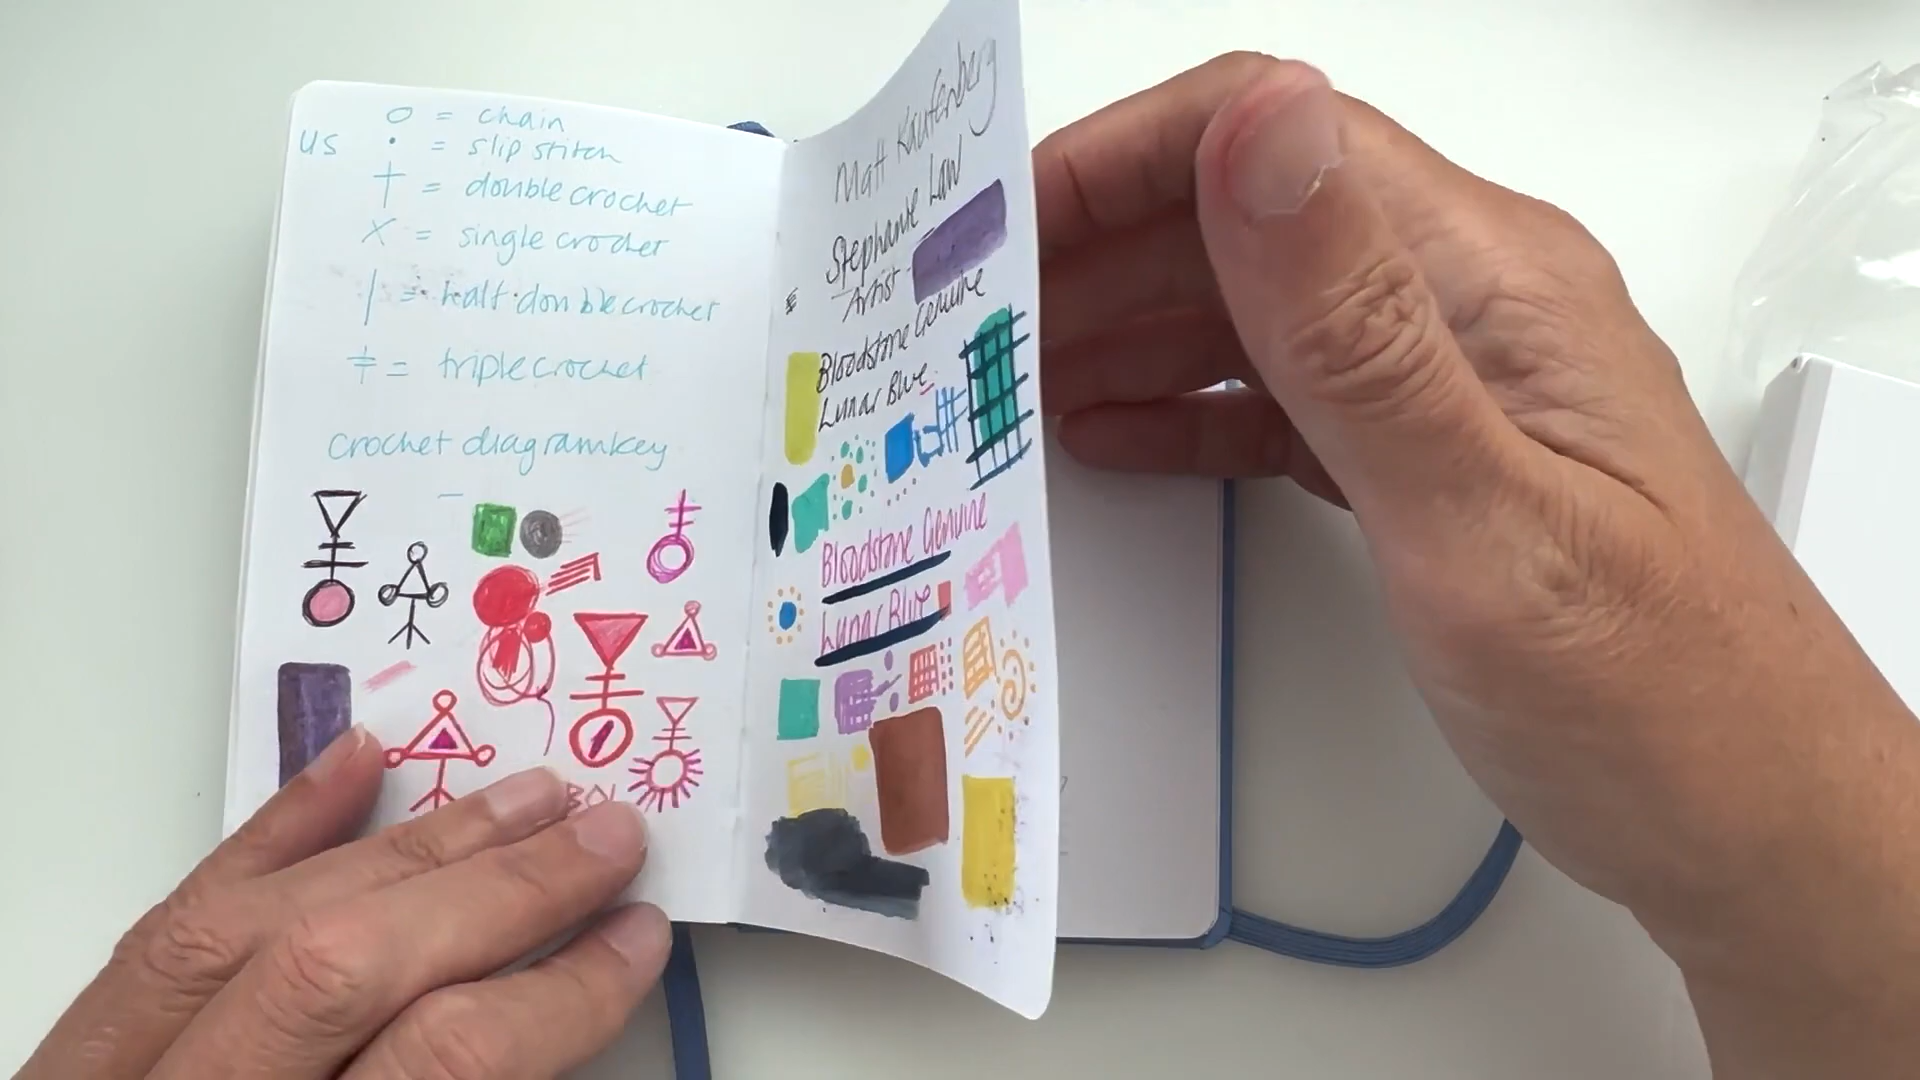 o = chain
US • = slip stitch
† = double crochet
X = single crochet
| = half double crochet
‡ = triple crochet
crochet diagram key
Matt Kaufenberg
Stephanie Law
Artist -
Bloodstone Genuine
Lunar Blue
Bloodstone Genuine
Lunar Blue